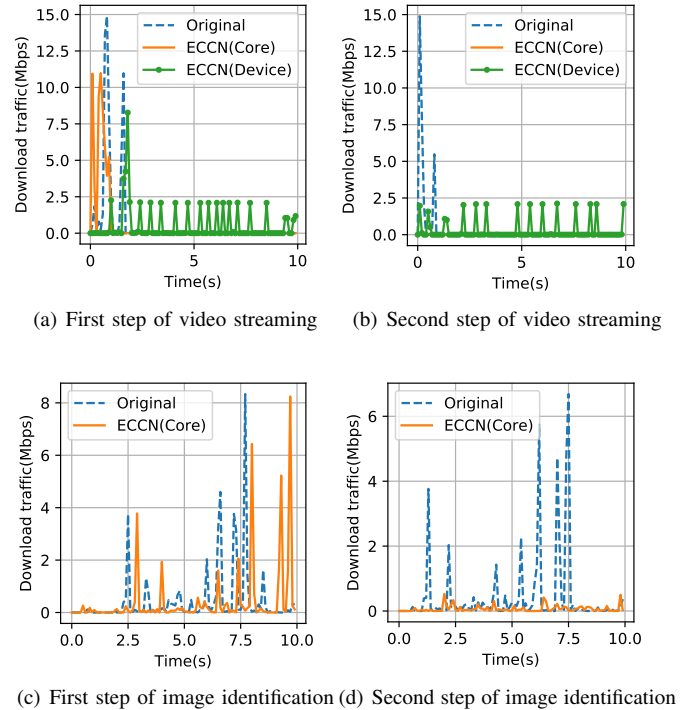 15.0
12.5
10.0
7.5
5.0
2.5
0.0
Download traffic(Mbps)
Original
ECCN(Core)
ECCN(Device)
0
5
10
Time(s)
(a) First step of video streaming
15.0
12.5
10.0
7.5
5.0
2.5
0.0
Download traffic(Mbps)
Original
ECCN(Core)
ECCN(Device)
0
5
10
Time(s)
(b) Second step of video streaming
8
6
4
2
0
Download traffic(Mbps)
Original
ECCN(Core)
0.0
2.5
5.0
7.5
10.0
Time(s)
(c) First step of image identification
6
4
2
0
Download traffic(Mbps)
Original
ECCN(Core)
0.0
2.5
5.0
7.5
10.0
Time(s)
(d) Second step of image identification